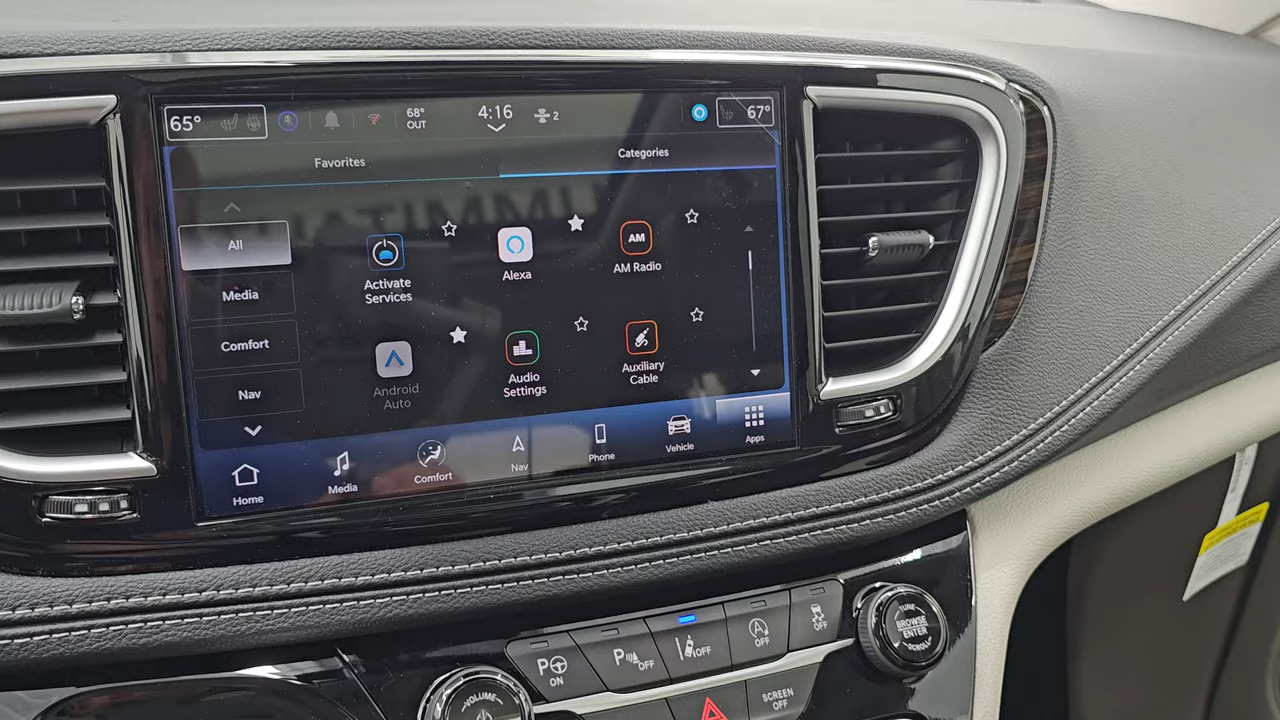 65°
68°
OUT
4:16
2
67°
Favorites
Categories
All
Media
Comfort
Nav
Activate
Services
Alexa
AM
AM Radio
Android
Auto
Audio
Settings
Auxiliary
Cable
Home
Media
Comfort
Nav
Phone
Vehicle
Apps
P
ON
P
OFF
OFF
A
OFF
OFF
TUNE
BROWSE
ENTER
SCROLL
VOLUME
SCREEN
OFF